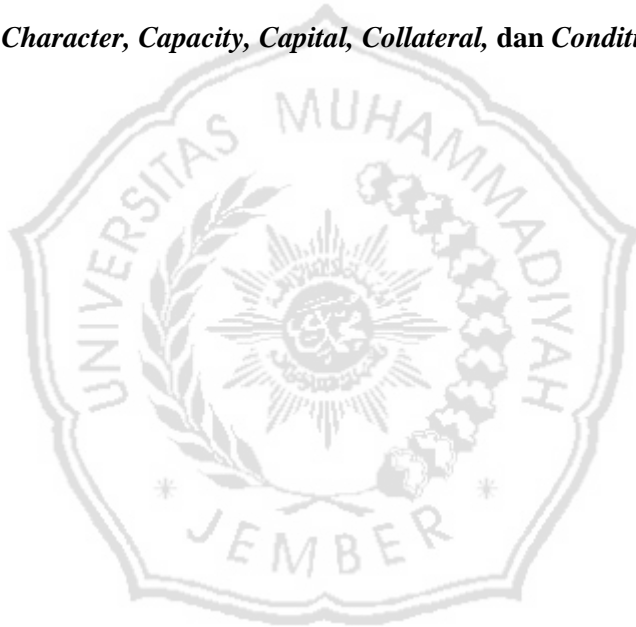 Character, Capacity, Capital, Collateral, dan Conditi
UNIVERSITAS MUHAMMADIYAH
* JEMBER *